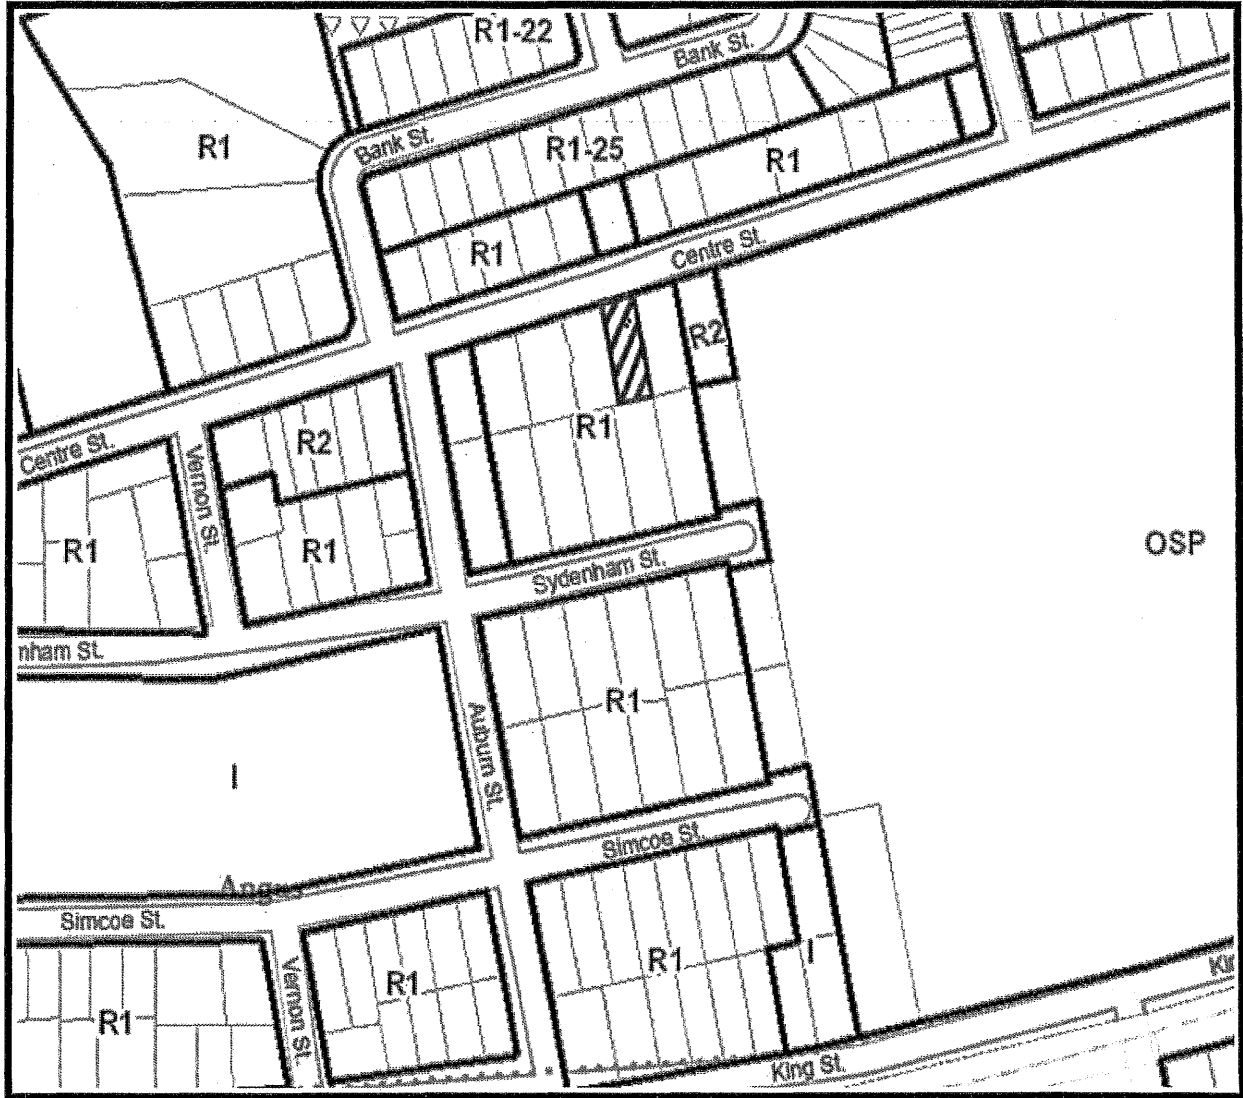 R1-22
Bank St.
R1
Bank St.
R1-25
R1
R1
Centre St.
R2
R1
R2
Centre St.
Vernon St.
R1
R1
OSP
Sydenham St.
nham St.
R1
Auburn St.
I
Simcoe St.
Angus
Simcoe St.
R1
I
R1
Vernon St.
R1
King St.